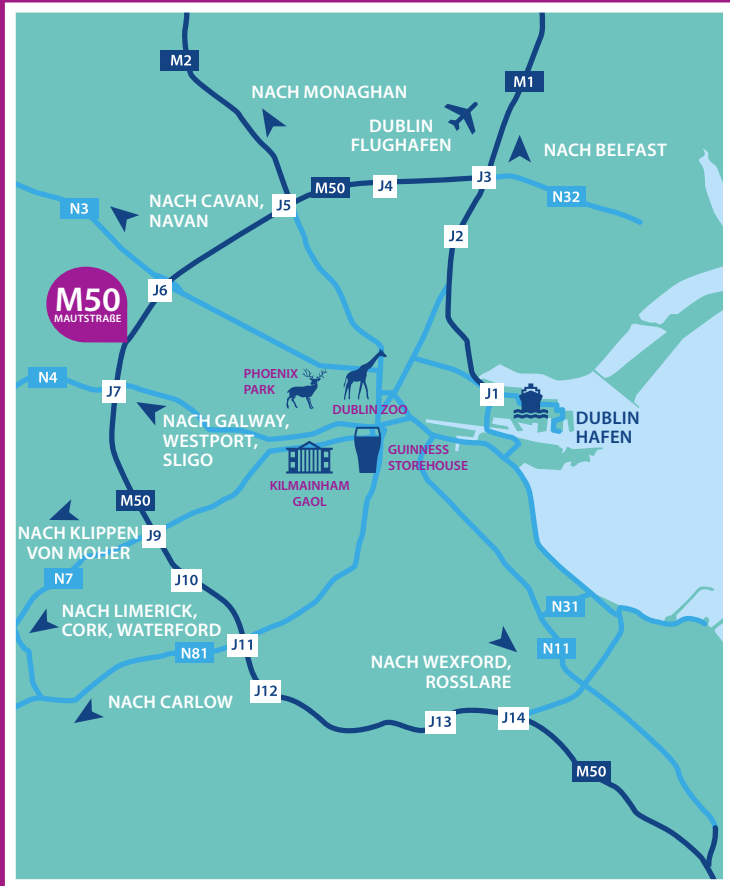 M2
M1
NACH MONAGHAN
DUBLIN
FLUGHAFEN
NACH BELFAST
J3
M50
J4
N32
NACH CAVAN,
NAVAN
N3
J5
J2
J6
M50
MAUTSTRAßE
N4
J7
PHOENIX
PARK
J1
DUBLIN ZOO
DUBLIN
HAFEN
NACH GALWAY,
WESTPORT,
SLIGO
GUINNESS
STOREHOUSE
KILMAINHAM
GAOL
M50
NACH KLIPPEN
VON MOHER
J9
N7
J10
NACH LIMERICK,
CORK, WATERFORD
N31
J11
N81
N11
NACH WEXFORD,
ROSSLARE
J12
NACH CARLOW
J13
J14
M50